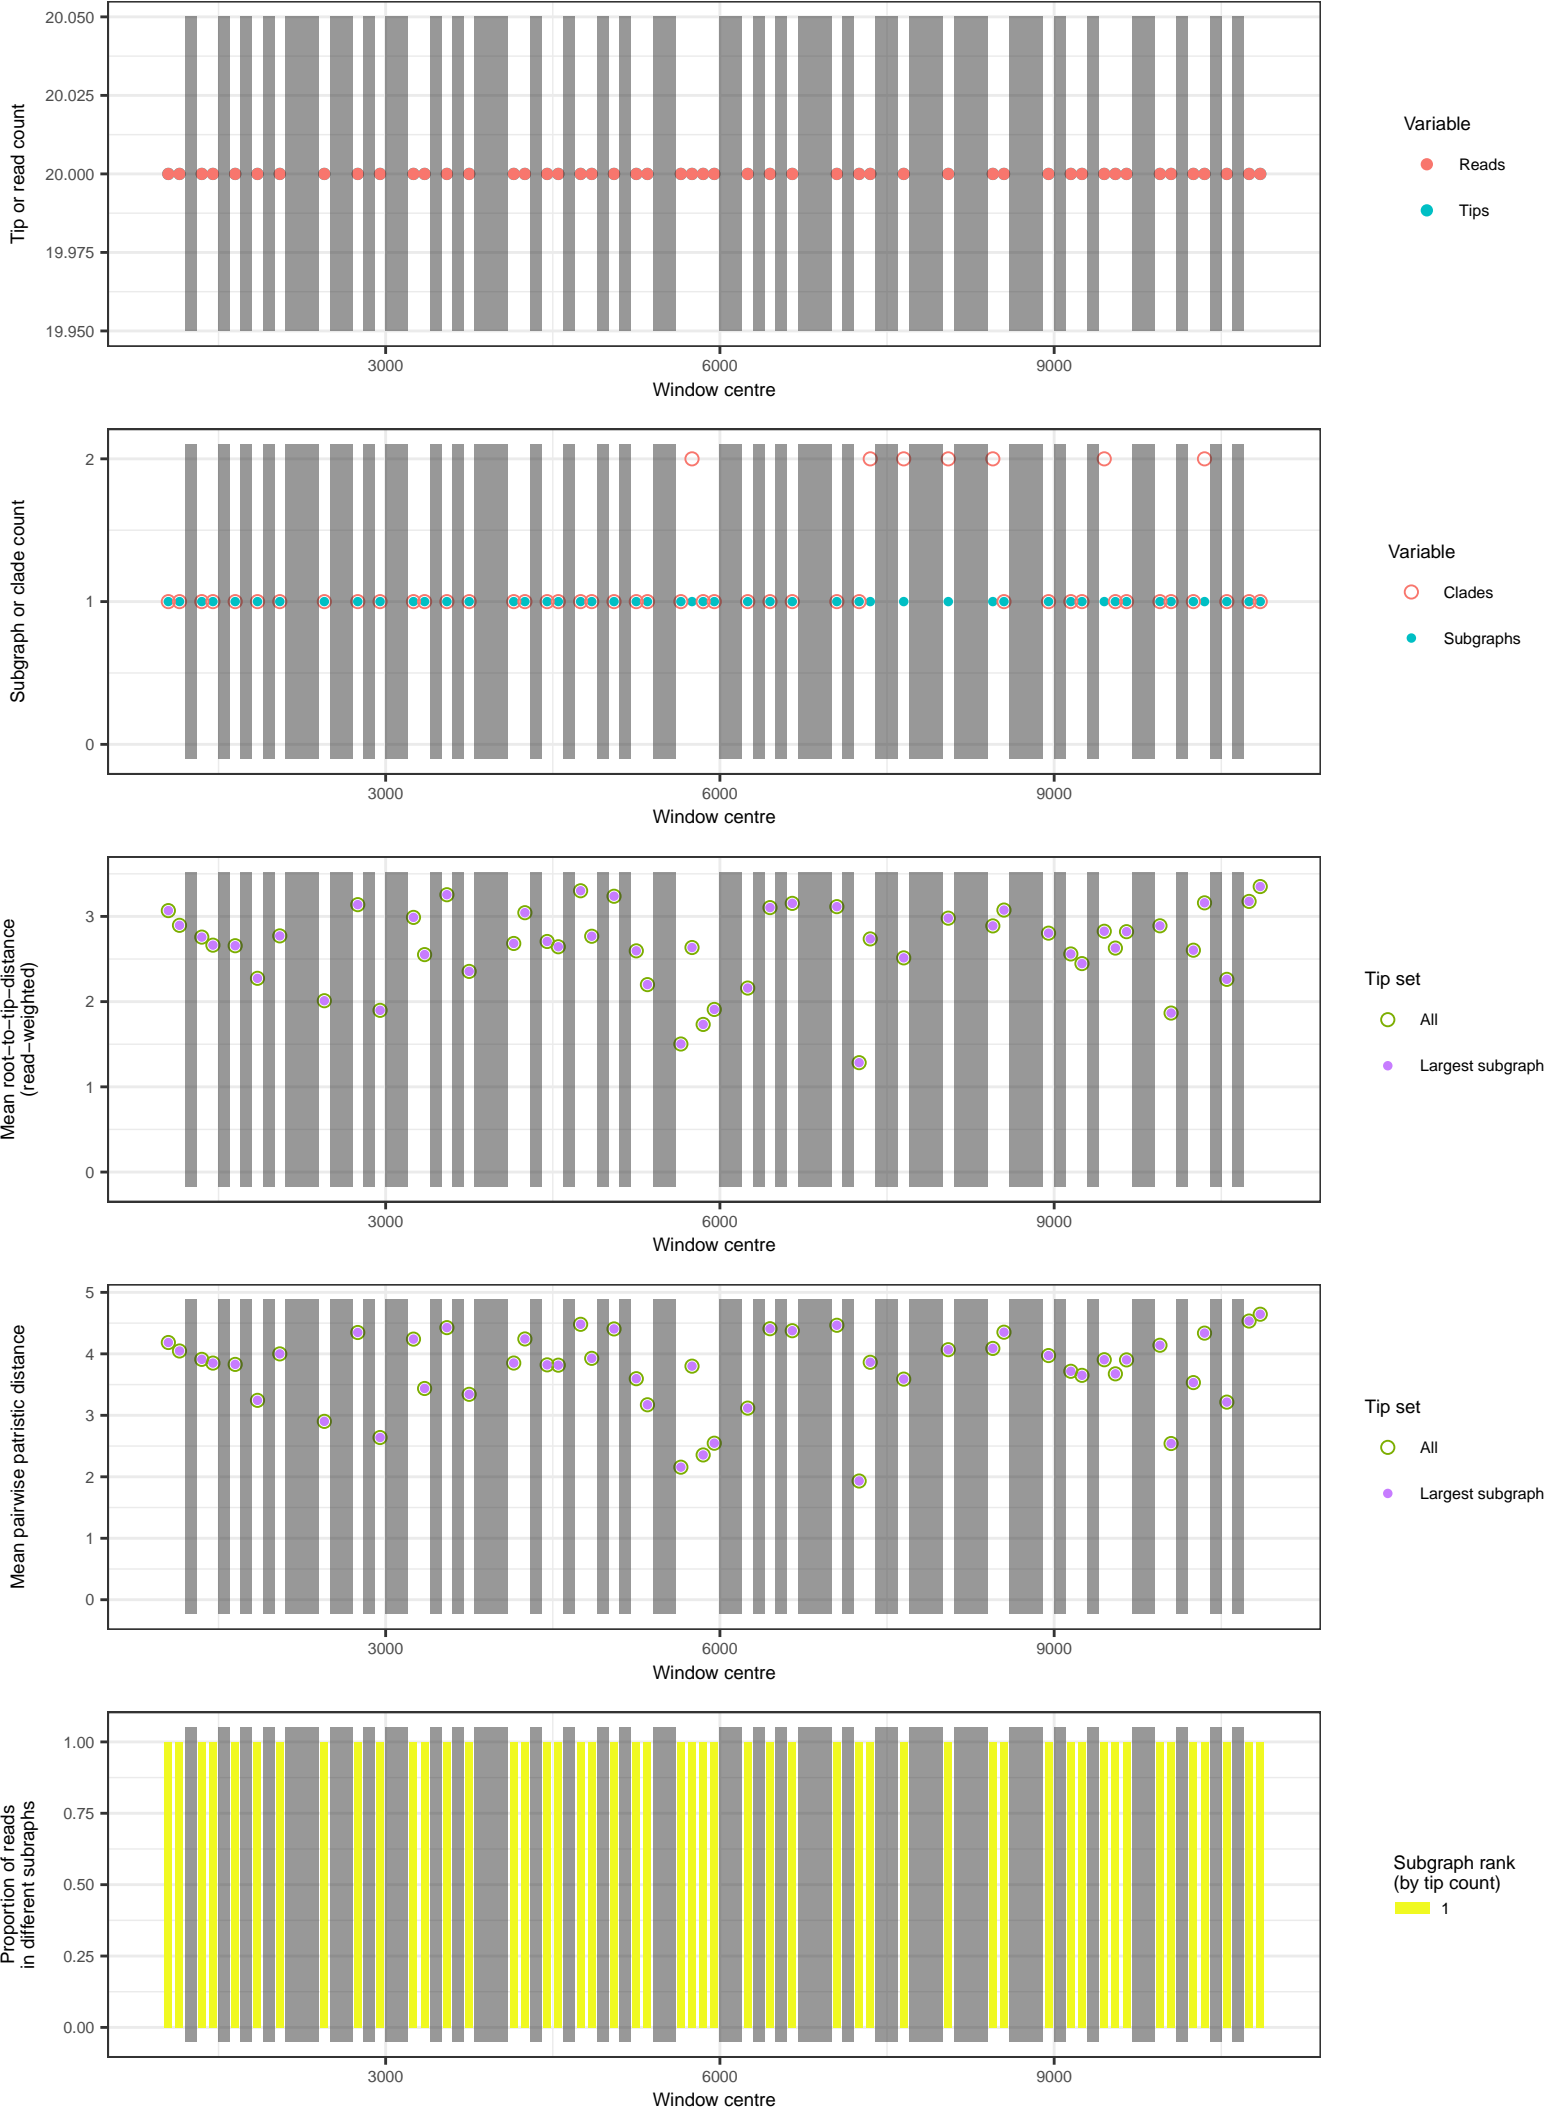 20.050
20.025
20.000
19.975
19.950
Tip or read count
3000
6000
9000
Window centre
Variable
Reads
Tips
2
1
0
Subgraph or clade count
3000
6000
9000
Window centre
Variable
Clades
Subgraphs
3
2
1
0
Mean root−to−tip−distance
(read−weighted)
3000
6000
9000
Window centre
Tip set
All
Largest subgraph
5
4
3
2
1
0
Mean pairwise patristic distance
3000
6000
9000
Window centre
Tip set
All
Largest subgraph
1.00
0.75
0.50
0.25
0.00
Proportion of reads
in different subraphs
3000
6000
9000
Window centre
Subgraph rank
(by tip count)
1